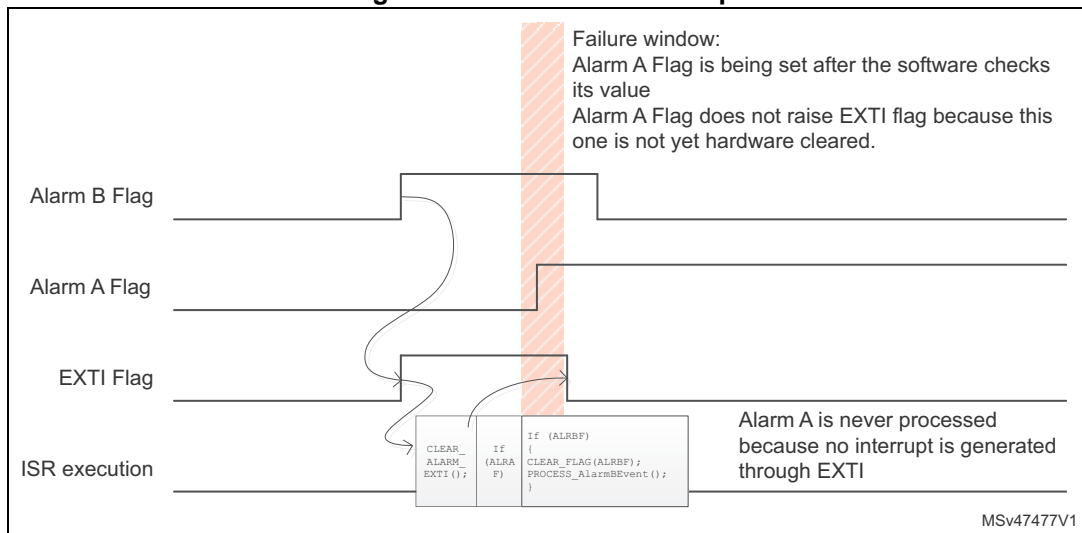 Failure window:
Alarm A Flag is being set after the software checks
its value
Alarm A Flag does not raise EXTI flag because this
one is not yet hardware cleared.
Alarm B Flag
Alarm A Flag
EXTI Flag
ISR execution
CLEAR_
ALARM_
EXTI();
If
(ALRA
F)
If (ALRBF)
{
CLEAR_FLAG(ALRBF);
PROCESS_AlarmBEvent();
}
Alarm A is never processed
because no interrupt is generated
through EXTI
MSv47477V1